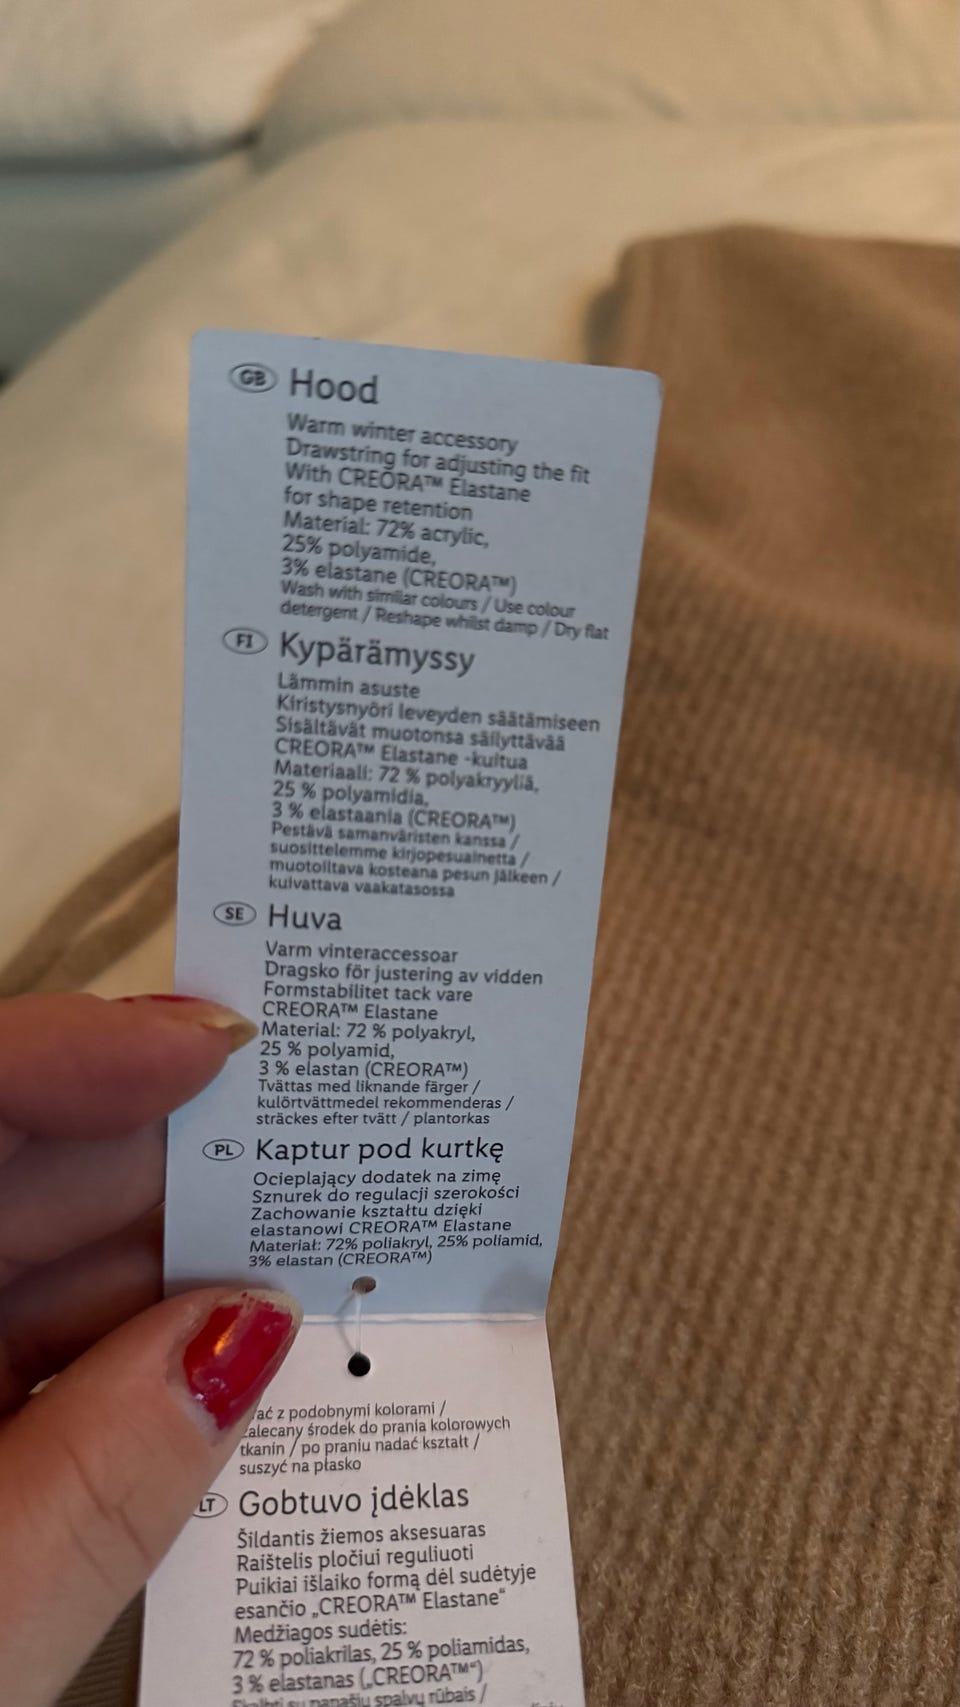 GB Hood
Warm winter accessory
Drawstring for adjusting the fit
With CREORA™ Elastane
for shape retention
Material: 72% acrylic,
25% polyamide,
3% elastane (CREORA™)
Wash with similar colours / Use colour
detergent / Reshape whilst damp / Dry flat
FI Kypärämyssy
Lämmin asuste
Kiristysnyöri leveyden säätämiseen
Sisältävät muotonsa säilyttävää
CREORA™ Elastane -kuitua
Materiaali: 72 % polyakryyliä,
25 % polyamidia,
3 % elastaania (CREORA™)
Pestävä samanväristen kanssa /
suosittelemme kirjopesuainetta /
muotoiltava kosteana pesun jälkeen /
kuivattava vaakatasossa
SE Huva
Varm vinteraccessoar
Dragsko för justering av vidden
Formstabilitet tack vare
CREORA™ Elastane
Material: 72 % polyakryl,
25 % polyamid,
3 % elastan (CREORA™)
Tvättas med liknande färger /
kulörtvättmedel rekommenderas /
sträckes efter tvätt / plantorkas
PL Kaptur pod kurtkę
Ocieplający dodatek na zimę
Sznurek do regulacji szerokości
Zachowanie kształtu dzięki
elastanowi CREORA™ Elastane
Materiał: 72% poliakryl, 25% poliamid,
3% elastan (CREORA™)
z podobnymi kolorami /
środek do prania kolorowych
tkanin / po praniu nadać kształt /
suszyć na płasko
LT Gobtuvo įdėklas
Šildantis žiemos aksesuaras
Raištelis pločiui reguliuoti
Puikiai išlaiko formą dėl sudėtyje
esančio „CREORA™ Elastane“
Medžiagos sudėtis:
72 % poliakrilas, 25 % poliamidas,
3 % elastanas („CREORA™“)
Skalbti su panašių spalvų rūbais /